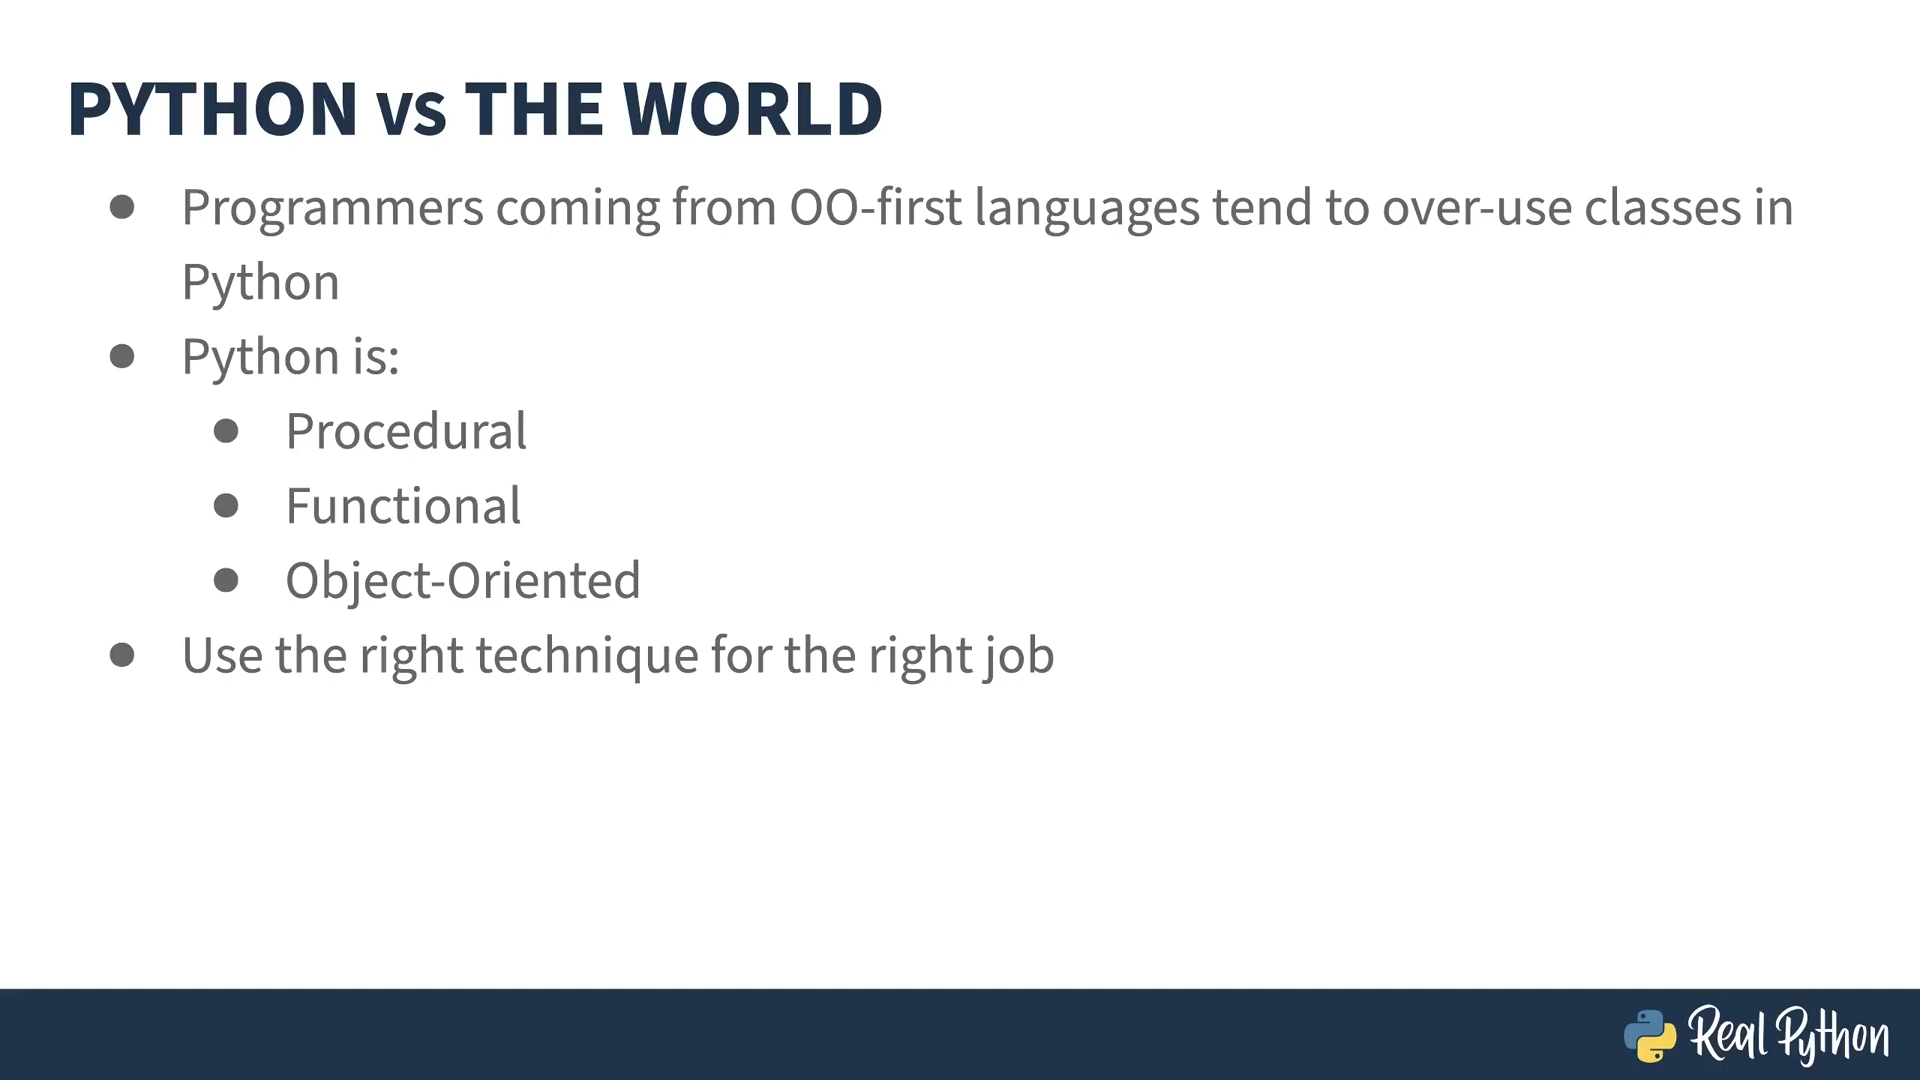 PYTHON vs THE WORLD
● Programmers coming from OO-first languages tend to over-use classes in
Python
● Python is:
● Procedural
● Functional
● Object-Oriented
● Use the right technique for the right job
Real Python